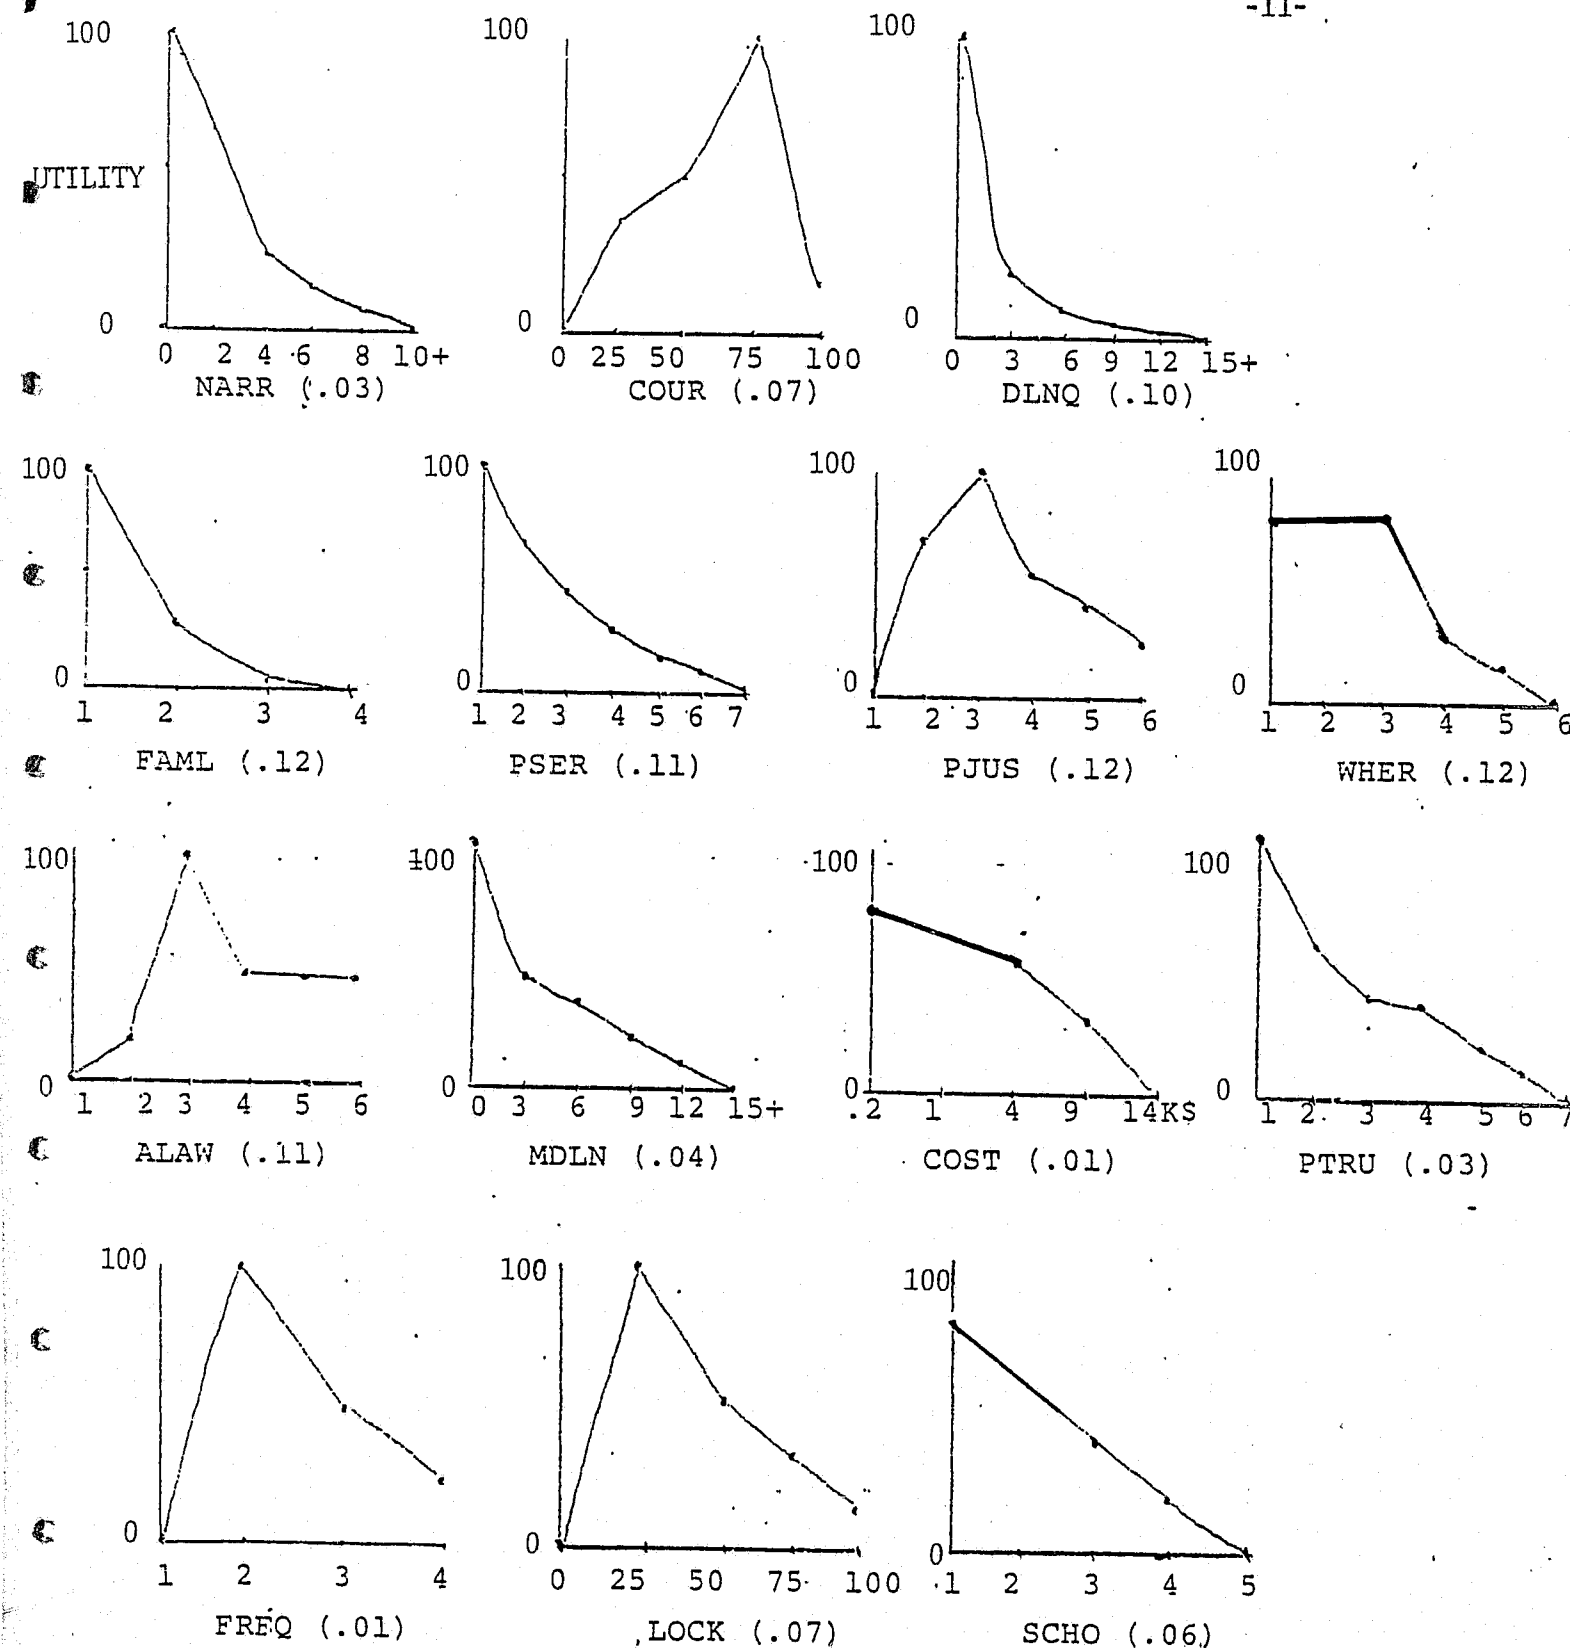 -11-
100 100 100
UTILITY
0 0 0
0 2 4 6 8 10+ 0 25 50 75 100 0 3 6 9 12 15+
NARR (.03) COUR (.07) DLNQ (.10)
100 100 100 100
0 0 0 0
1 2 3 4 1 2 3 4 5 6 7 1 2 3 4 5 6 1 2 3 4 5 6
FAML (.12) PSER (.11) PJUS (.12) WHER (.12)
100 100 100 100
0 0 0 0
1 2 3 4 5 6 0 3 6 9 12 15+ .2 1 4 9 14K$ 1 2 3 4 5 6 7
ALAW (.11) MDLN (.04) COST (.01) PTRU (.03)
100 100 100
0 0 0
1 2 3 4 0 25 50 75 100 1 2 3 4 5
FREQ (.01) LOCK (.07) SCHO (.06)